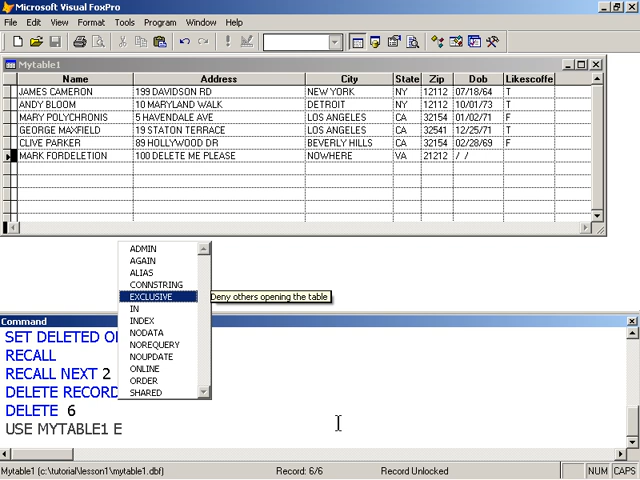 Microsoft Visual FoxPro
File Edit View Format Tools Program Window Help
Mytable1
Name Address City State Zip Dob Likescoffe
JAMES CAMERON 199 DAVIDSON RD NEW YORK NY 12112 07/18/64 T
ANDY BLOOM 10 MARYLAND WALK DETROIT NY 12112 10/01/73 T
MARY POLYCHRONIS 5 HAVENDALE AVE LOS ANGELES CA 32154 01/02/71 F
GEORGE MAXFIELD 19 STATON TERRACE LOS ANGELES CA 32541 12/25/71 T
CLIVE PARKER 89 HOLLYWOOD DR BEVERLY HILLS CA 32154 02/28/69 F
MARK FORDELETION 100 DELETE ME PLEASE NOWHERE VA 21212 / /
ADMIN
AGAIN
ALIAS
CONNSTRING
EXCLUSIVE Deny others opening the table
IN
INDEX
NODATA
NOREQUERY
NOUPDATE
ONLINE
ORDER
SHARED
Command
SET DELETED
RECALL
RECALL NEXT 2
DELETE RECORD
DELETE 6
USE MYTABLE1 E
Mytable1 (c:\tutorial\lesson1\mytable1.dbf) Record: 6/6 Record Unlocked NUM CAPS